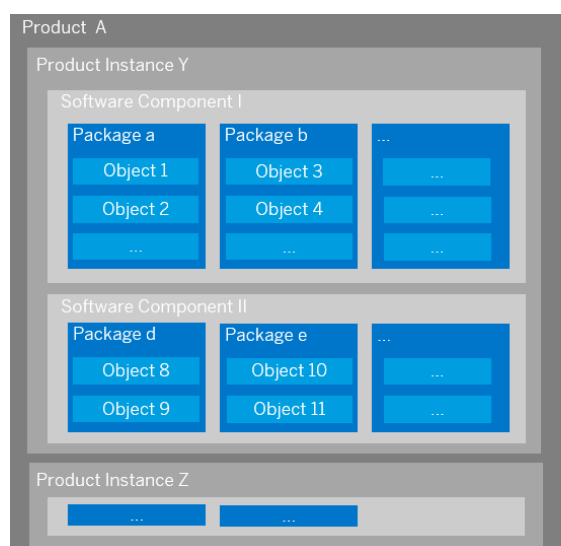 Product A
Product Instance Y
Software Component I
Package a
Package b
...
Object 1
Object 3
...
Object 2
Object 4
...
...
...
...
Software Component II
Package d
Package e
...
Object 8
Object 10
...
Object 9
Object 11
...
Product Instance Z
...
...